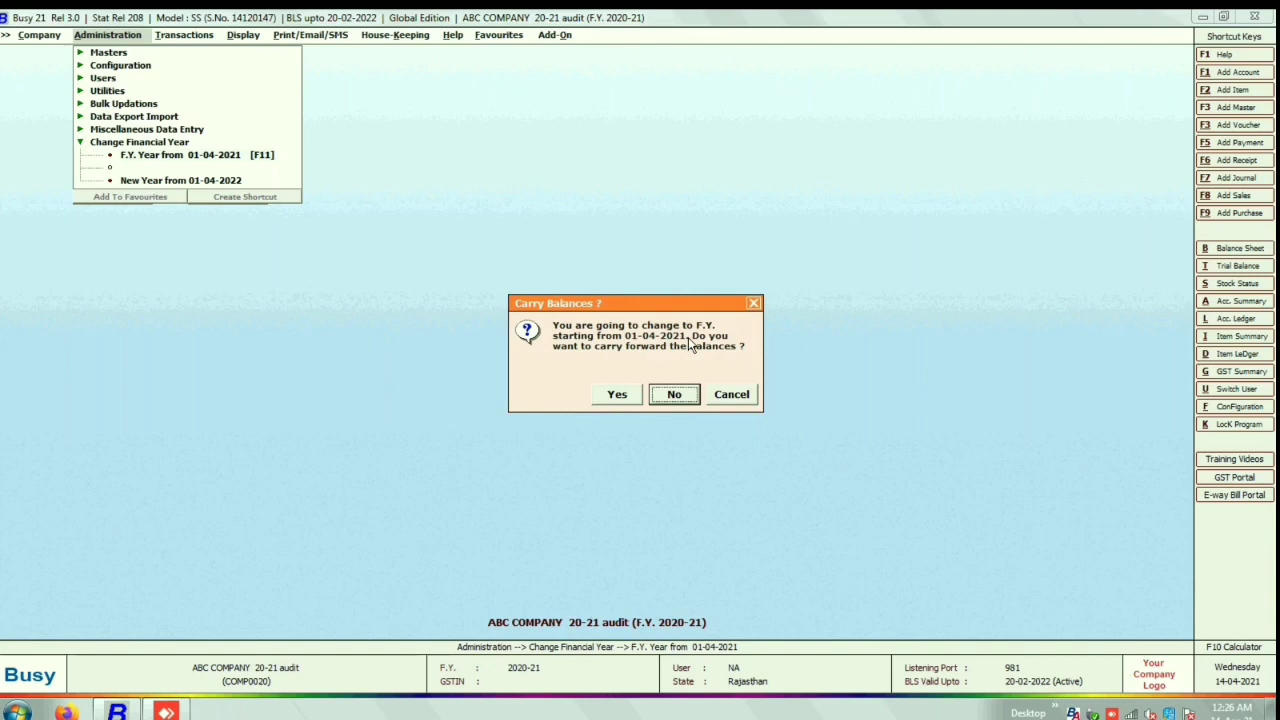 Busy 21 Rel 3.0 | Stat Rel 208 | Model : SS (S.No. 14120147) | BLS upto 20-02-2022 | Global Edition | ABC COMPANY 20-21 audit (F.Y. 2020-21)
>> Company Administration Transactions Display Print/Email/SMS House-Keeping Help Favourites Add-On
Masters
Configuration
Users
Utilities
Bulk Updations
Data Export Import
Miscellaneous Data Entry
Change Financial Year
F.Y. Year from 01-04-2021 [F11]
New Year from 01-04-2022
Add To Favourites Create Shortcut
Carry Balances ?
You are going to change to F.Y.
starting from 01-04-2021. Do you
want to carry forward the balances ?
Yes No Cancel
Shortcut Keys
F1 Help
F1 Add Account
F2 Add Item
F3 Add Master
F3 Add Voucher
F5 Add Payment
F6 Add Receipt
F7 Add Journal
F8 Add Sales
F9 Add Purchase
B Balance Sheet
T Trial Balance
S Stock Status
A Acc. Summary
L Acc. Ledger
I Item Summary
D Item LeDger
G GST Summary
U Switch User
F ConFiguration
K LocK Program
Training Videos
GST Portal
E-way Bill Portal
ABC COMPANY 20-21 audit (F.Y. 2020-21)
Administration --> Change Financial Year --> F.Y. Year from 01-04-2021
F10 Calculator
Busy
ABC COMPANY 20-21 audit
(COMP0020)
F.Y. : 2020-21
GSTIN :
User : NA
State : Rajasthan
Listening Port : 981
BLS Valid Upto : 20-02-2022 (Active)
Your
Company
Logo
Wednesday
14-04-2021
Desktop
12:26 AM